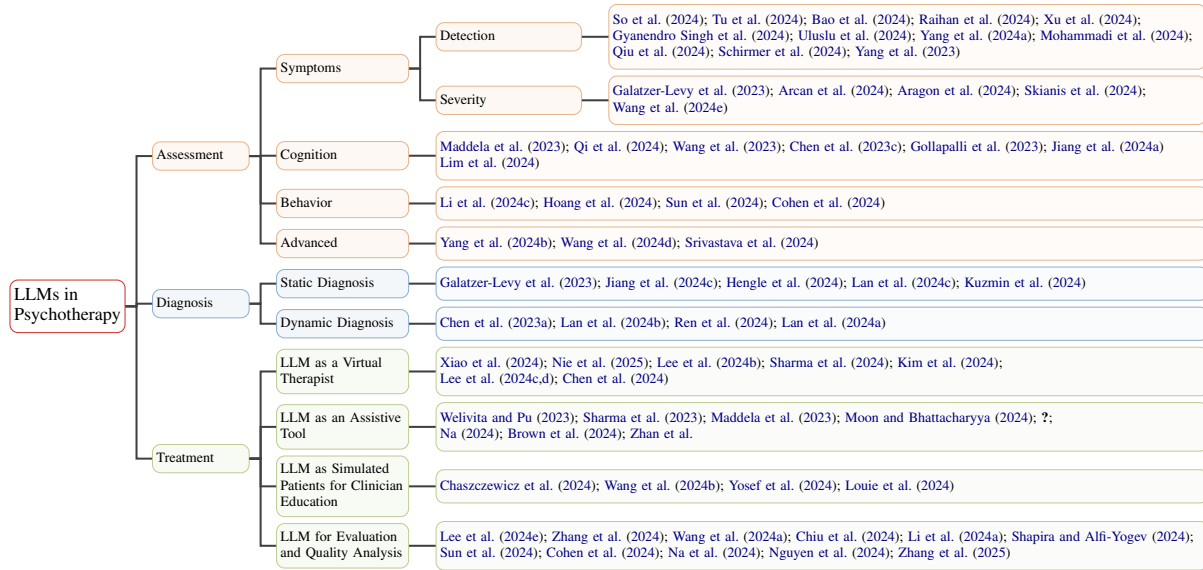 LLMs in
Psychotherapy
Assessment
Symptoms
Detection
So et al. (2024); Tu et al. (2024); Bao et al. (2024); Raihan et al. (2024); Xu et al. (2024);
Gyanendro Singh et al. (2024); Uluslu et al. (2024); Yang et al. (2024a); Mohammadi et al. (2024);
Qiu et al. (2024); Schirmer et al. (2024); Yang et al. (2023)
Severity
Galatzer-Levy et al. (2023); Arcan et al. (2024); Aragon et al. (2024); Skianis et al. (2024);
Wang et al. (2024e)
Cognition
Maddela et al. (2023); Qi et al. (2024); Wang et al. (2023); Chen et al. (2023c); Gollapalli et al. (2023); Jiang et al. (2024a)
Lim et al. (2024)
Behavior
Li et al. (2024c); Hoang et al. (2024); Sun et al. (2024); Cohen et al. (2024)
Advanced
Yang et al. (2024b); Wang et al. (2024d); Srivastava et al. (2024)
Diagnosis
Static Diagnosis
Galatzer-Levy et al. (2023); Jiang et al. (2024c); Hengle et al. (2024); Lan et al. (2024c); Kuzmin et al. (2024)
Dynamic Diagnosis
Chen et al. (2023a); Lan et al. (2024b); Ren et al. (2024); Lan et al. (2024a)
Treatment
LLM as a Virtual
Therapist
Xiao et al. (2024); Nie et al. (2025); Lee et al. (2024b); Sharma et al. (2024); Kim et al. (2024);
Lee et al. (2024c,d); Chen et al. (2024)
LLM as an Assistive
Tool
Welivita and Pu (2023); Sharma et al. (2023); Maddela et al. (2023); Moon and Bhattacharyya (2024); ?;
Na (2024); Brown et al. (2024); Zhan et al.
LLM as Simulated
Patients for Clinician
Education
Chaszczewicz et al. (2024); Wang et al. (2024b); Yosef et al. (2024); Louie et al. (2024)
LLM for Evaluation
and Quality Analysis
Lee et al. (2024e); Zhang et al. (2024); Wang et al. (2024a); Chiu et al. (2024); Li et al. (2024a); Shapira and Alfi-Yogev (2024);
Sun et al. (2024); Cohen et al. (2024); Na et al. (2024); Nguyen et al. (2024); Zhang et al. (2025)